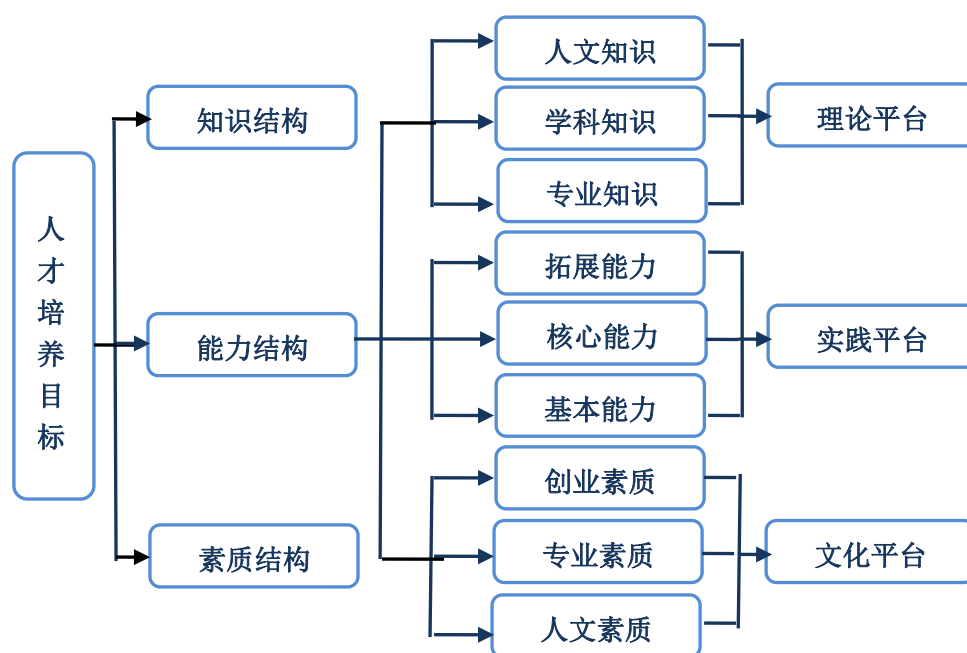 人才培养目标
知识结构
能力结构
素质结构
人文知识
学科知识
专业知识
拓展能力
核心能力
基本能力
创业素质
专业素质
人文素质
理论平台
实践平台
文化平台